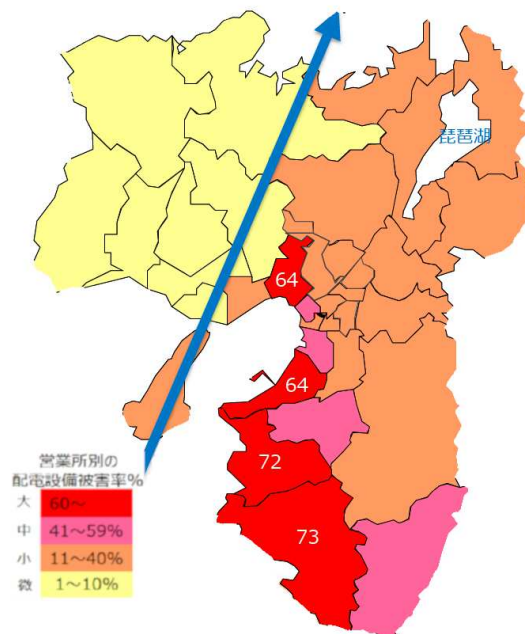 琵琶湖
64
64
72
73
営業所別の
配電設備被害率%
大 60～
中 41～59%
小 11～40%
微 1～10%